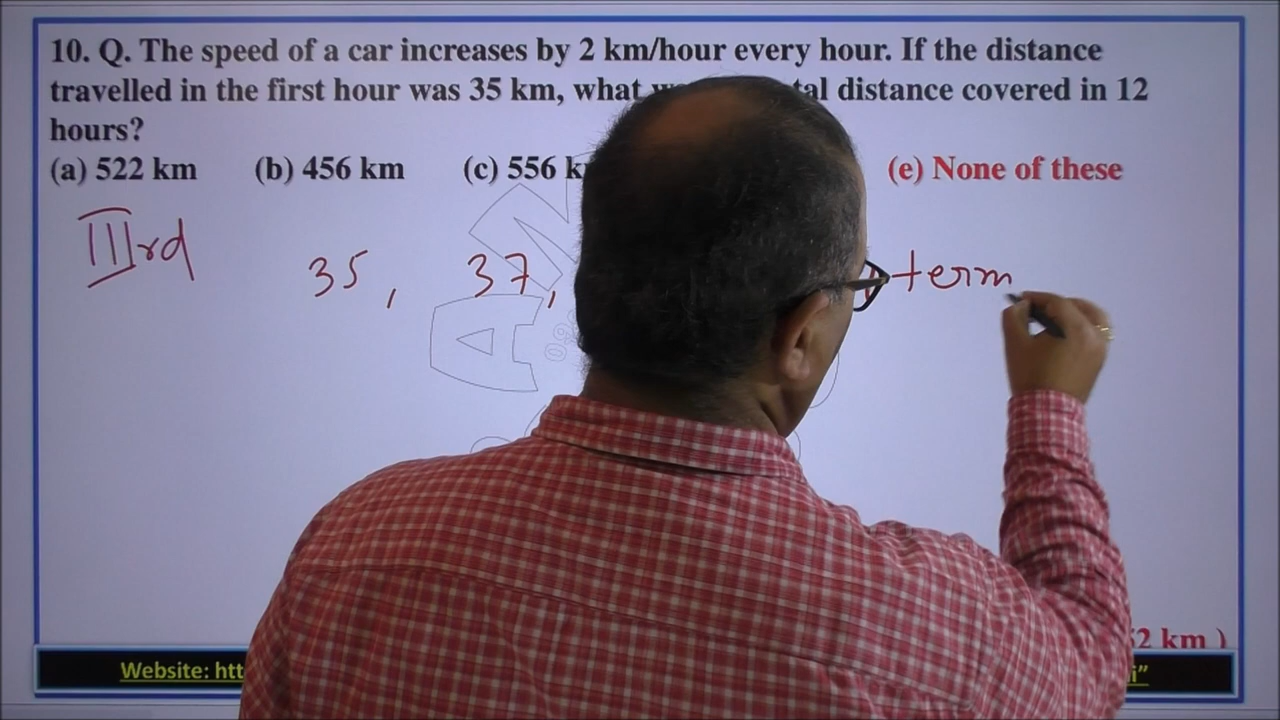 10. Q. The speed of a car increases by 2 km/hour every hour. If the distance
travelled in the first hour was 35 km, what distance covered in 12
hours?
(a) 522 km (b) 456 km (c) 556 (e) None of these
IIIrd 35, 37, term
km )
Website: